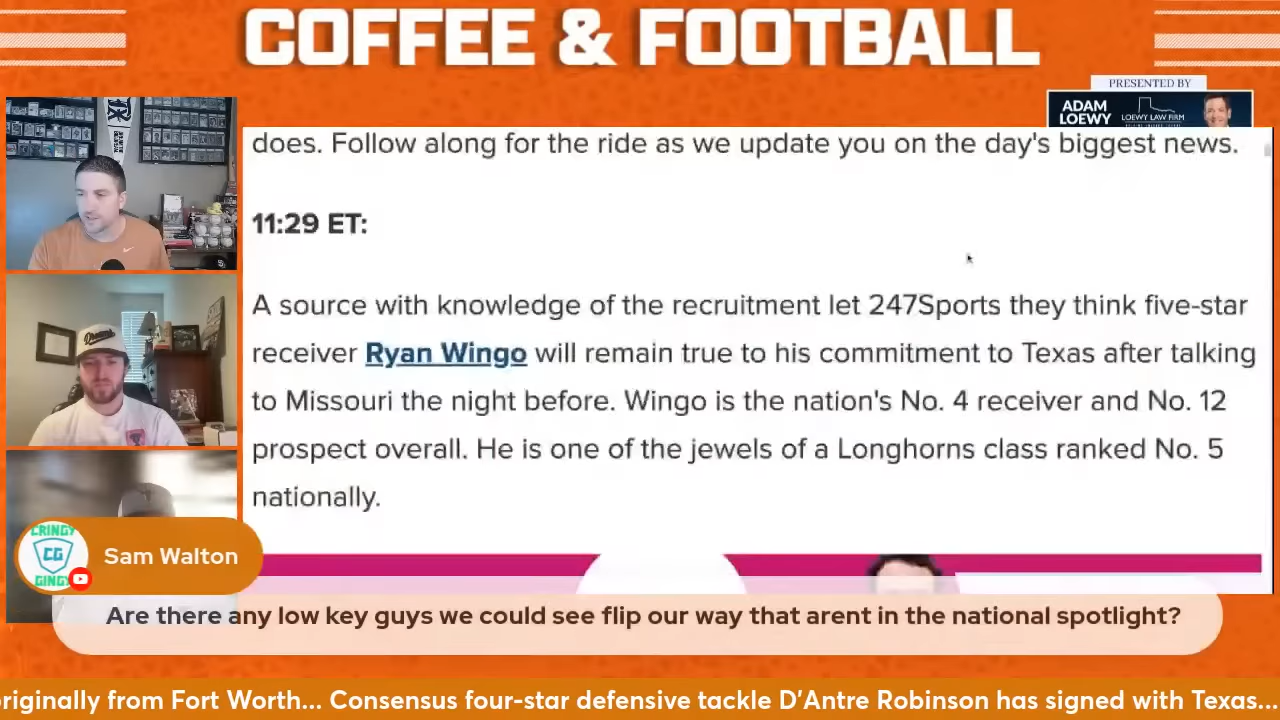 COFFEE & FOOTBALL
PRESENTED BY
ADAM
LOEWY
LOEWY LAW FIRM
does. Follow along for the ride as we update you on the day's biggest news.
11:29 ET:
A source with knowledge of the recruitment let 247Sports they think five-star
receiver Ryan Wingo will remain true to his commitment to Texas after talking
to Missouri the night before. Wingo is the nation's No. 4 receiver and No. 12
prospect overall. He is one of the jewels of a Longhorns class ranked No. 5
nationally.
CRINGY
CG
GINGY
Sam Walton
Are there any low key guys we could see flip our way that arent in the national spotlight?
originally from Fort Worth... Consensus four-star defensive tackle D'Antre Robinson has signed with Texas...